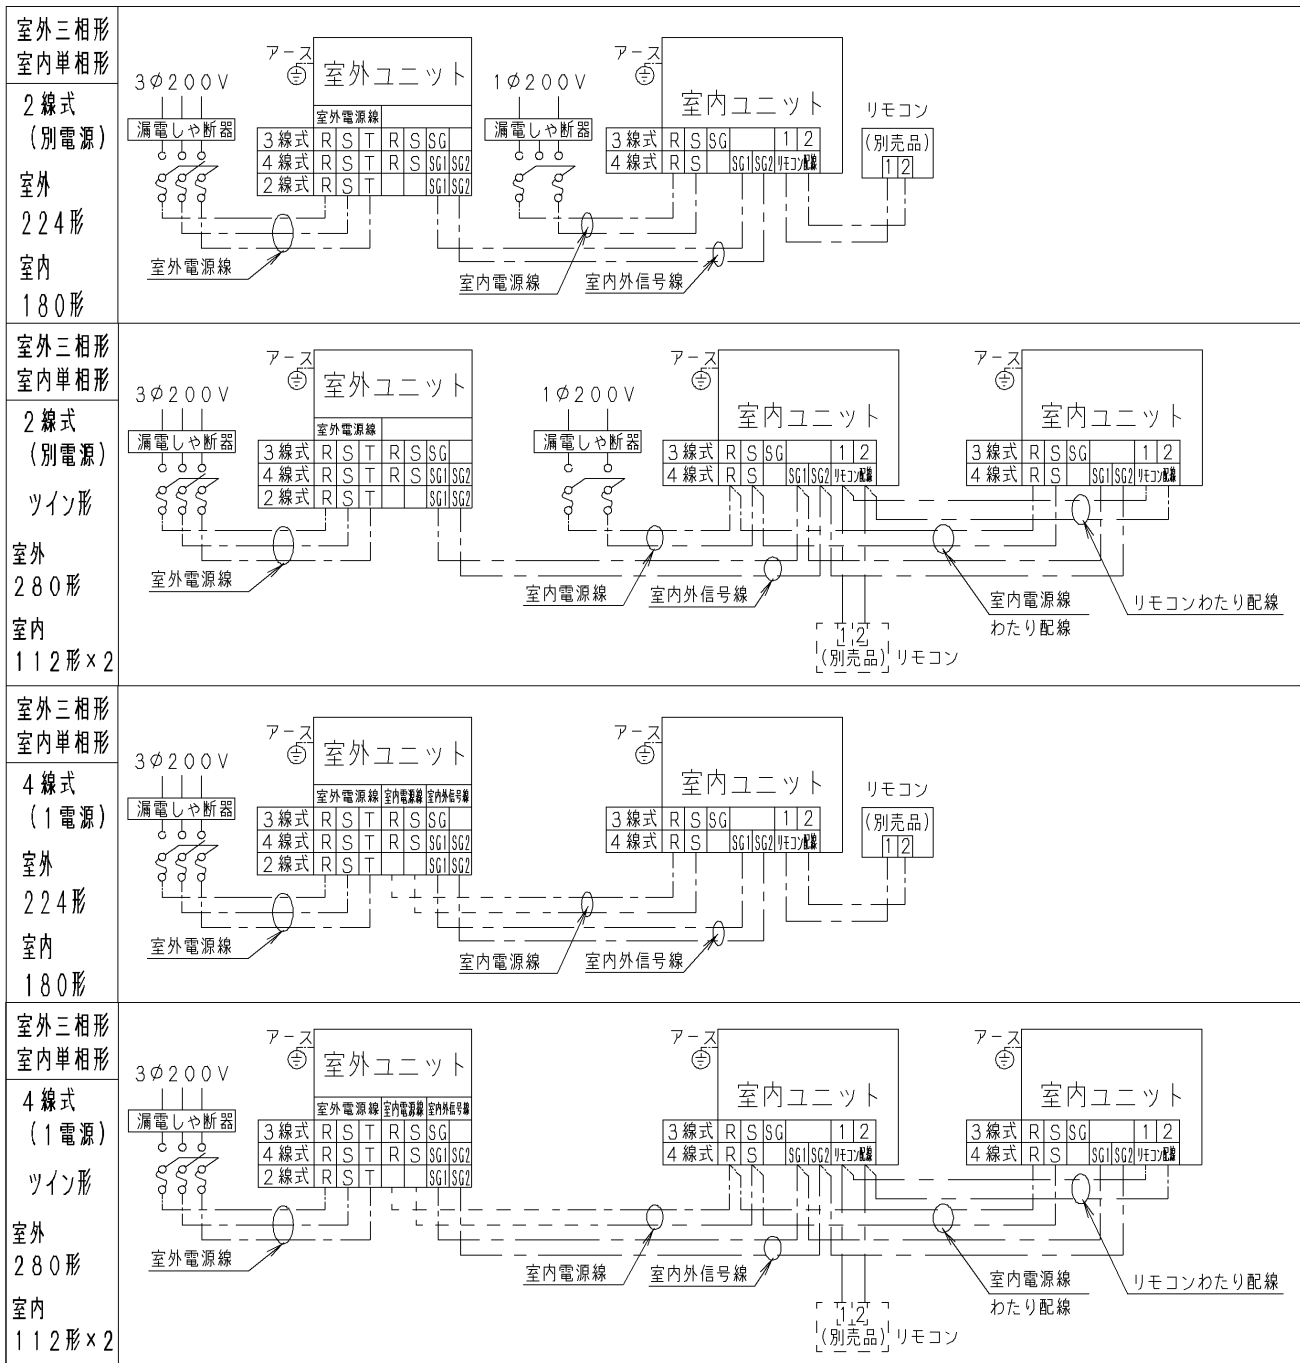 室外三相形
室内単相形
2線式
(別電源)
室外
224形
室内
180形
3φ200V
漏電しや断器
アース
室外ユニット
室外電源線
3線式 R S T R S SG
4線式 R S T R S SG1 SG2
2線式 R S T SG1 SG2
1φ200V
漏電しや断器
アース
室内ユニット
3線式 R S SG 1 2
4線式 R S SG1 SG2 リモコン配線
リモコン
(別売品)
1 2
室外電源線
室内電源線
室内外信号線
室外三相形
室内単相形
2線式
(別電源)
ツイン形
室外
280形
室内
112形×2
3φ200V
漏電しや断器
アース
室外ユニット
室外電源線
3線式 R S T R S SG
4線式 R S T R S SG1 SG2
2線式 R S T SG1 SG2
1φ200V
漏電しや断器
アース
室内ユニット
3線式 R S SG 1 2
4線式 R S SG1 SG2 リモコン配線
アース
室内ユニット
3線式 R S SG 1 2
4線式 R S SG1 SG2 リモコン配線
室外電源線
室内電源線
室内外信号線
室内電源線
わたり配線
リモコンわたり配線
1 2
(別売品) リモコン
室外三相形
室内単相形
4線式
(1電源)
室外
224形
室内
180形
3φ200V
漏電しや断器
アース
室外ユニット
室外電源線 室内電源線 室内外信号線
3線式 R S T R S SG
4線式 R S T R S SG1 SG2
2線式 R S T SG1 SG2
アース
室内ユニット
3線式 R S SG 1 2
4線式 R S SG1 SG2 リモコン配線
リモコン
(別売品)
1 2
室外電源線
室内電源線
室内外信号線
室外三相形
室内単相形
4線式
(1電源)
ツイン形
室外
280形
室内
112形×2
3φ200V
漏電しや断器
アース
室外ユニット
室外電源線 室内電源線 室内外信号線
3線式 R S T R S SG
4線式 R S T R S SG1 SG2
2線式 R S T SG1 SG2
アース
室内ユニット
3線式 R S SG 1 2
4線式 R S SG1 SG2 リモコン配線
アース
室内ユニット
3線式 R S SG 1 2
4線式 R S SG1 SG2 リモコン配線
室外電源線
室内電源線
室内外信号線
室内電源線
わたり配線
リモコンわたり配線
1 2
(別売品) リモコン